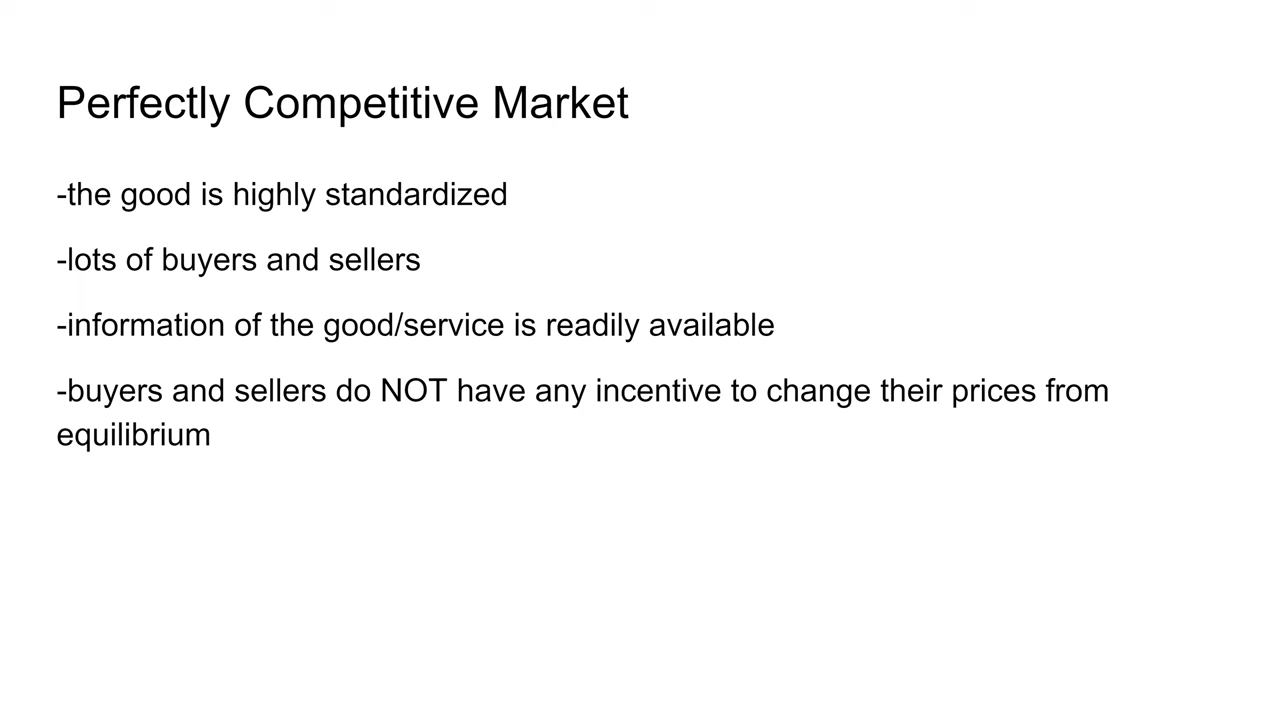 Perfectly Competitive Market
-the good is highly standardized
-lots of buyers and sellers
-information of the good/service is readily available
-buyers and sellers do NOT have any incentive to change their prices from
equilibrium